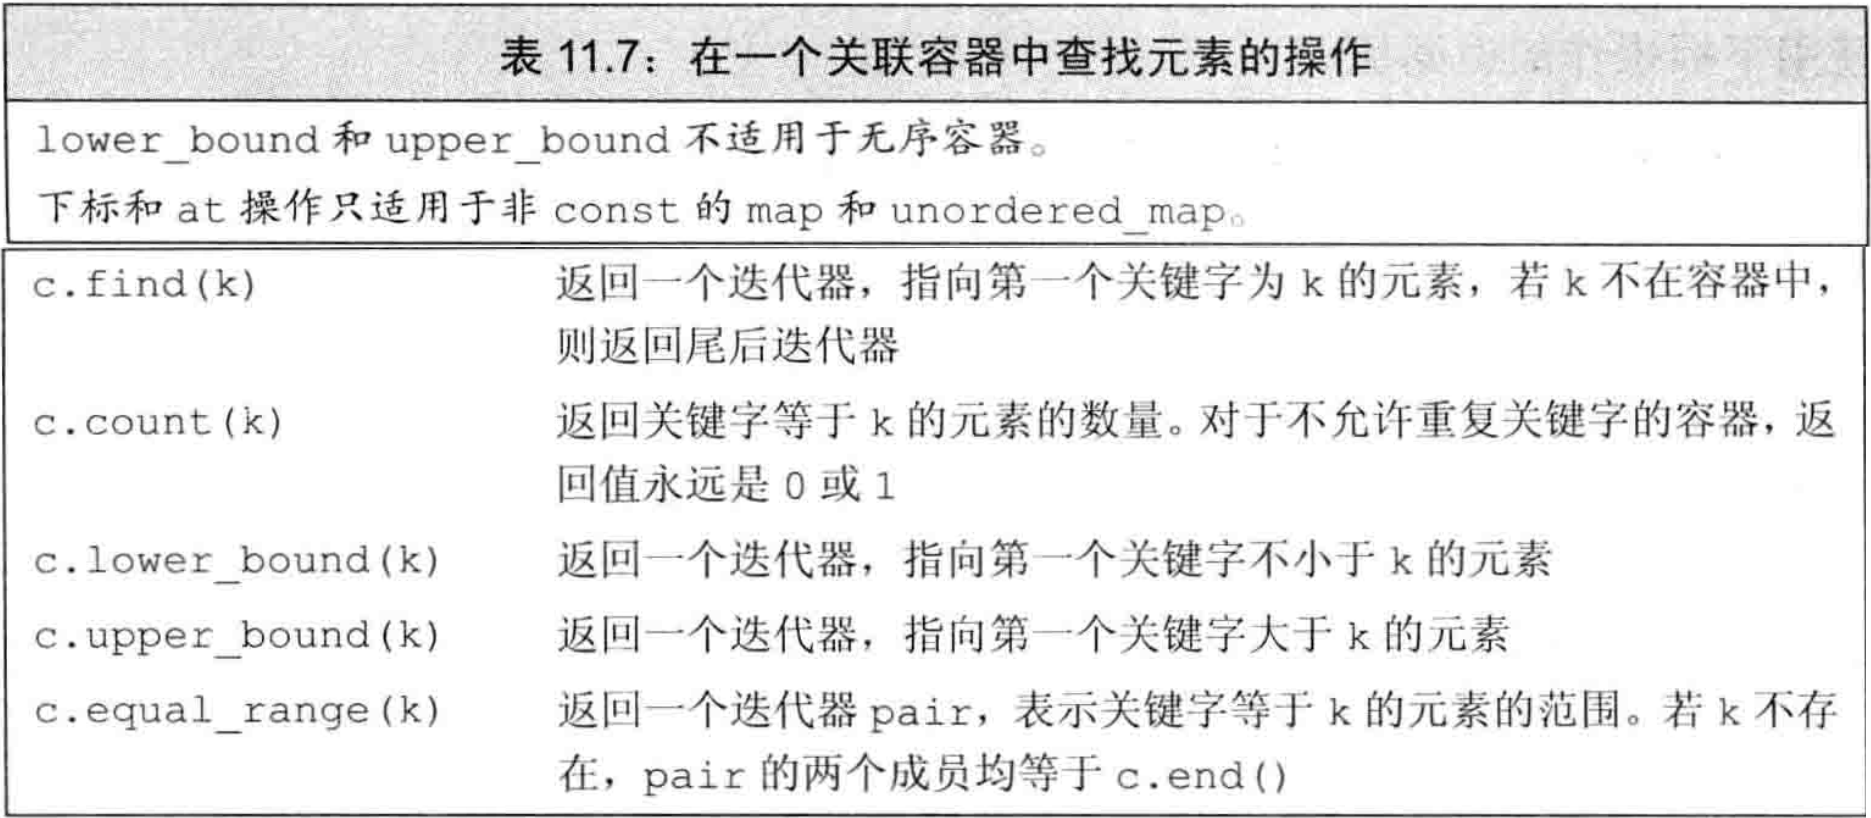 表 11.7：在一个关联容器中查找元素的操作
lower_bound 和 upper_bound 不适用于无序容器。
下标和 at 操作只适用于非 const 的 map 和 unordered_map。
c.find(k) 返回一个迭代器，指向第一个关键字为 k 的元素，若 k 不在容器中，
则返回尾后迭代器
c.count(k) 返回关键字等于 k 的元素的数量。对于不允许重复关键字的容器，返
回值永远是 0 或 1
c.lower_bound(k) 返回一个迭代器，指向第一个关键字不小于 k 的元素
c.upper_bound(k) 返回一个迭代器，指向第一个关键字大于 k 的元素
c.equal_range(k) 返回一个迭代器 pair，表示关键字等于 k 的元素的范围。若 k 不存
在，pair 的两个成员均等于 c.end()